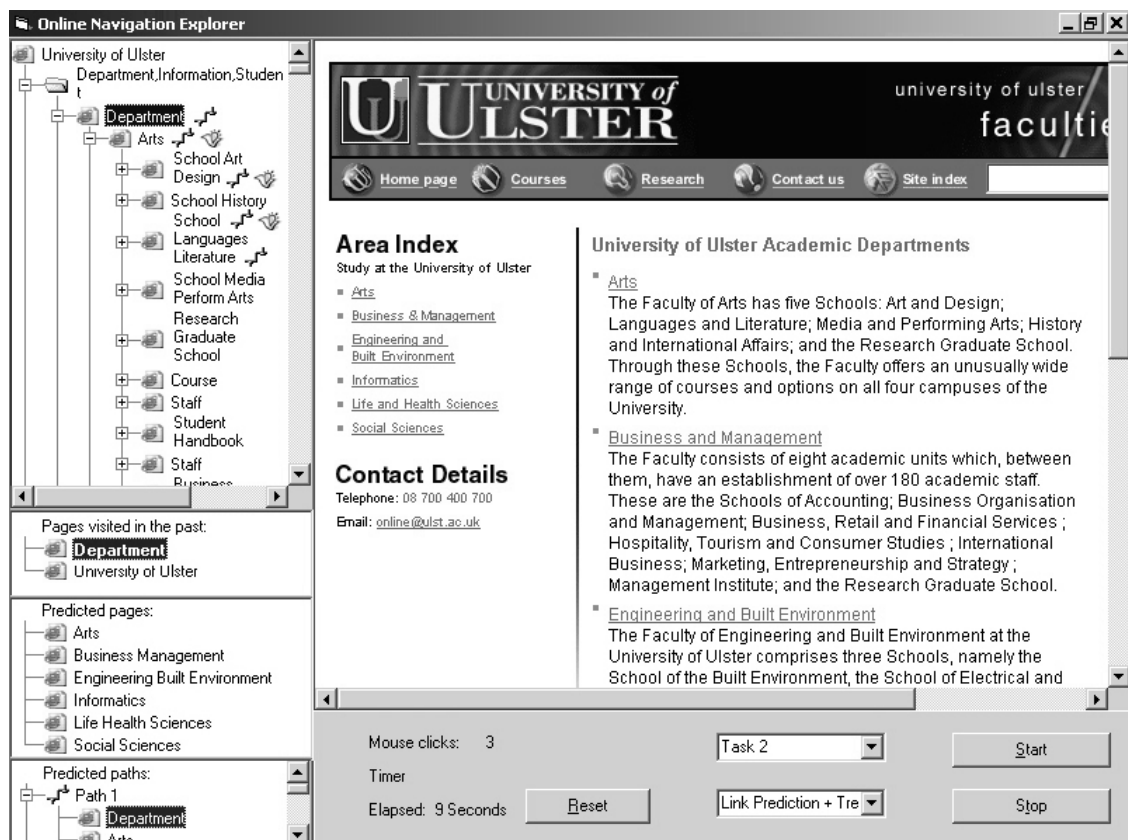 Online Navigation Explorer
University of Ulster
Department,Information,Studen
t
Department
Arts
School Art
Design
School History
School
Languages
Literature
School Media
Perform Arts
Research
Graduate
School
Course
Staff
Student
Handbook
Staff
Business
Pages visited in the past:
Department
University of Ulster
Predicted pages:
Arts
Business Management
Engineering Built Environment
Informatics
Life Health Sciences
Social Sciences
Predicted paths:
Path 1
Department
Arts
UNIVERSITY of
ULSTER
university of ulster
facultie
Home page
Courses
Research
Contact us
Site index
Area Index
Study at the University of Ulster
Arts
Business & Management
Engineering and
Built Environment
Informatics
Life and Health Sciences
Social Sciences
Contact Details
Telephone: 08 700 400 700
Email: online@ulst.ac.uk
University of Ulster Academic Departments
Arts
The Faculty of Arts has five Schools: Art and Design;
Languages and Literature; Media and Performing Arts; History
and International Affairs; and the Research Graduate School.
Through these Schools, the Faculty offers an unusually wide
range of courses and options on all four campuses of the
University.
Business and Management
The Faculty consists of eight academic units which, between
them, have an establishment of over 180 academic staff.
These are the Schools of Accounting; Business Organisation
and Management; Business, Retail and Financial Services ;
Hospitality, Tourism and Consumer Studies ; International
Business; Marketing, Entrepreneurship and Strategy ;
Management Institute; and the Research Graduate School.
Engineering and Built Environment
The Faculty of Engineering and Built Environment at the
University of Ulster comprises three Schools, namely the
School of the Built Environment, the School of Electrical and
Mouse clicks: 3
Timer
Elapsed: 9 Seconds
Reset
Task 2
Link Prediction + Tre
Start
Stop